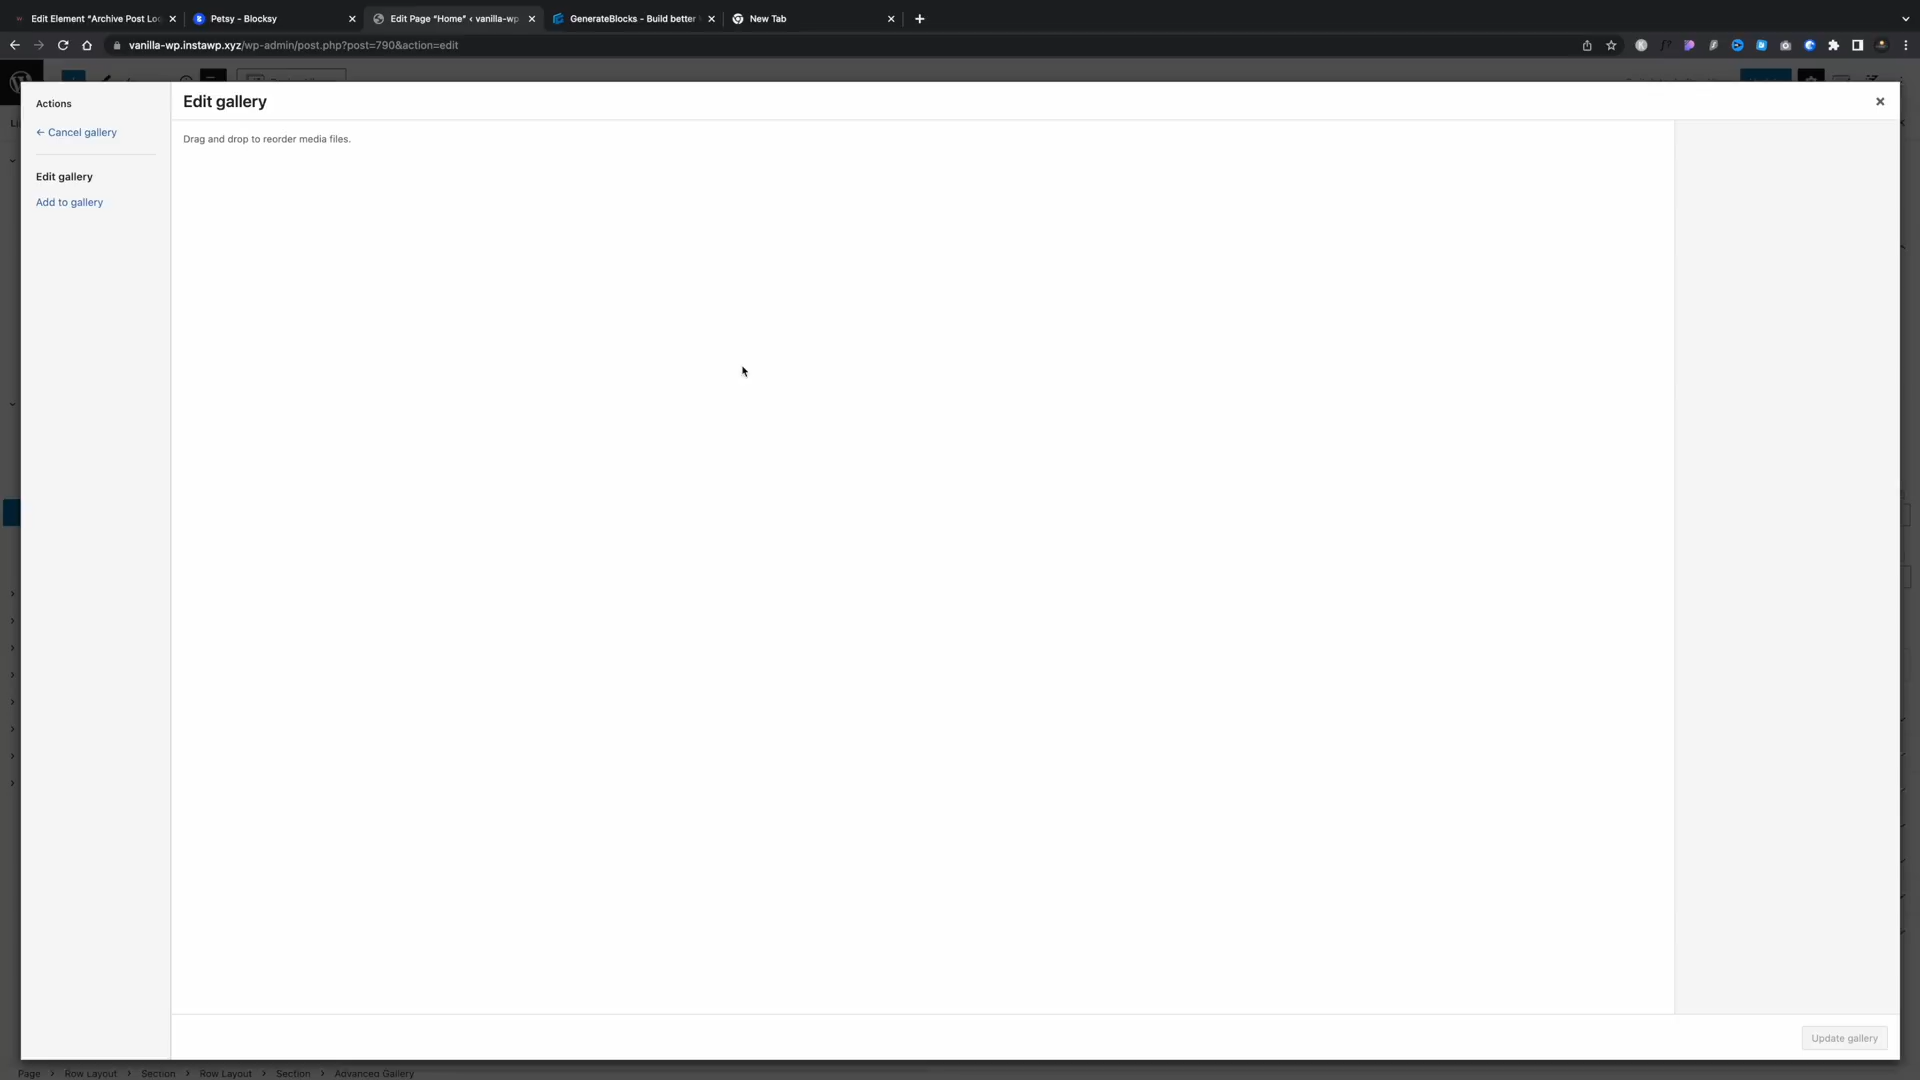 Edit Element "Archive Post Loo
Petsy - Blocksy
Edit Page "Home" ‹ vanilla-wp
GenerateBlocks - Build better
New Tab
vanilla-wp.instawp.xyz/wp-admin/post.php?post=790&action=edit
Actions
← Cancel gallery
Edit gallery
Add to gallery
Edit gallery
Drag and drop to reorder media files.
Update gallery
Page > Row Layout > Section > Row Layout > Section > Advanced Gallery